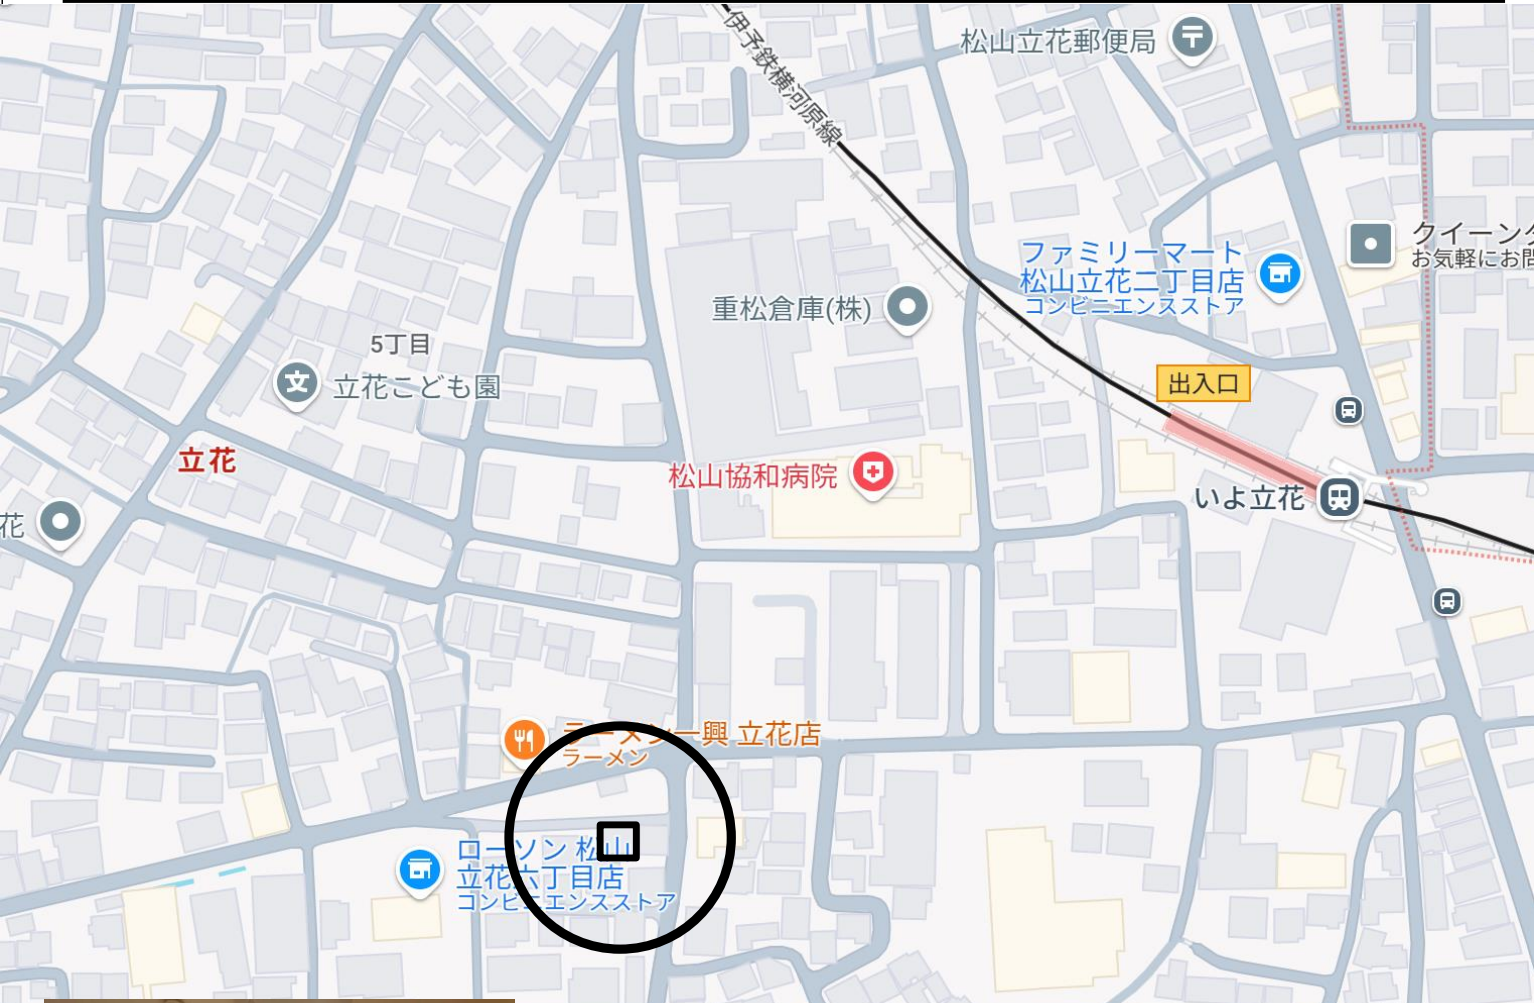 伊予鉄横河原線
松山立花郵便局
クイーン
お気軽にお問
ファミリーマート
松山立花二丁目店
コンビニエンスストア
重松倉庫(株)
5丁目
文
立花こども園
出入口
立花
松山協和病院
いよ立花
花
ラーメン一興 立花店
ラーメン
ローソン 松山
立花六丁目店
コンビニエンスストア